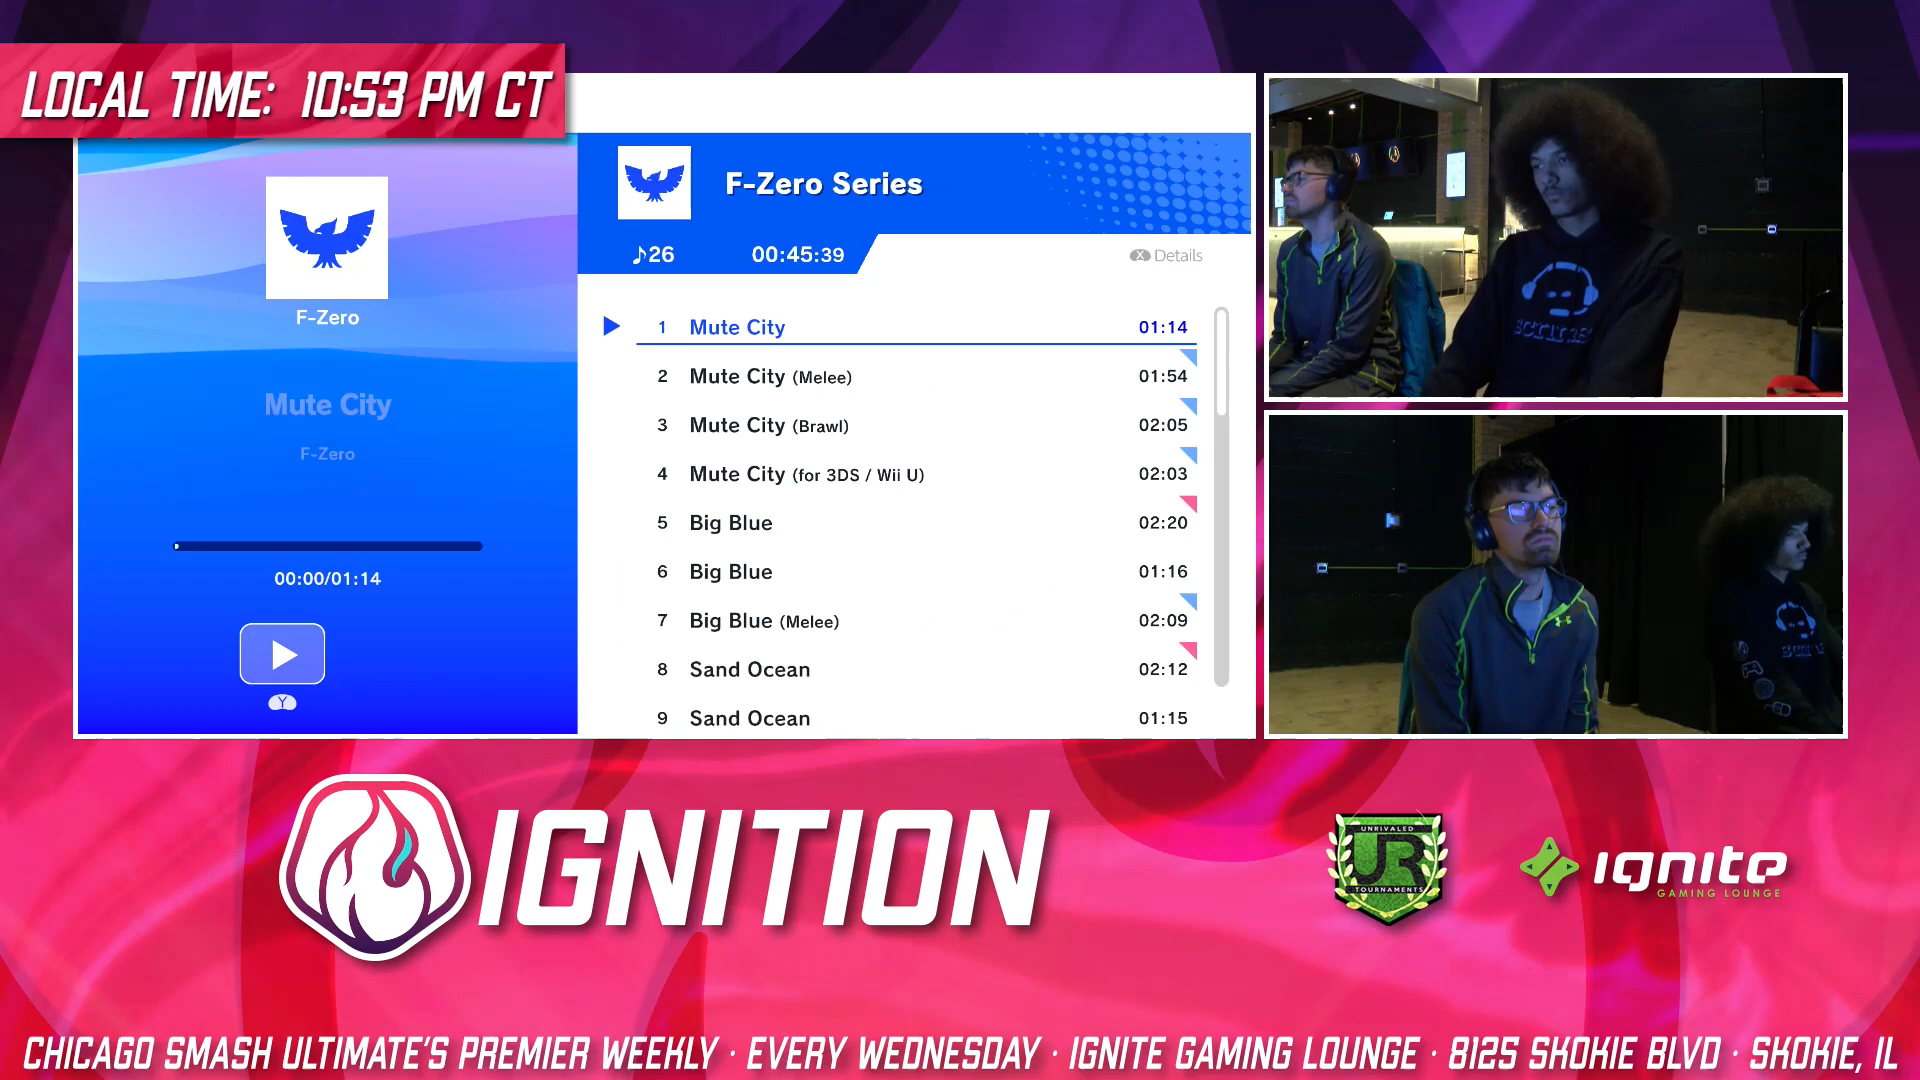 LOCAL TIME: 10:53 PM CT
F-Zero
Mute City
F-Zero
00:00/01:14
Y
F-Zero Series
♪26 00:45:39
X Details
1 Mute City 01:14
2 Mute City (Melee) 01:54
3 Mute City (Brawl) 02:05
4 Mute City (for 3DS / Wii U) 02:03
5 Big Blue 02:20
6 Big Blue 01:16
7 Big Blue (Melee) 02:09
8 Sand Ocean 02:12
9 Sand Ocean 01:15
IGNITION
UNRIVALED
UR
TOURNAMENTS
ignite
GAMING LOUNGE
CHICAGO SMASH ULTIMATE'S PREMIER WEEKLY · EVERY WEDNESDAY · IGNITE GAMING LOUNGE · 8125 SKOKIE BLVD · SKOKIE, IL